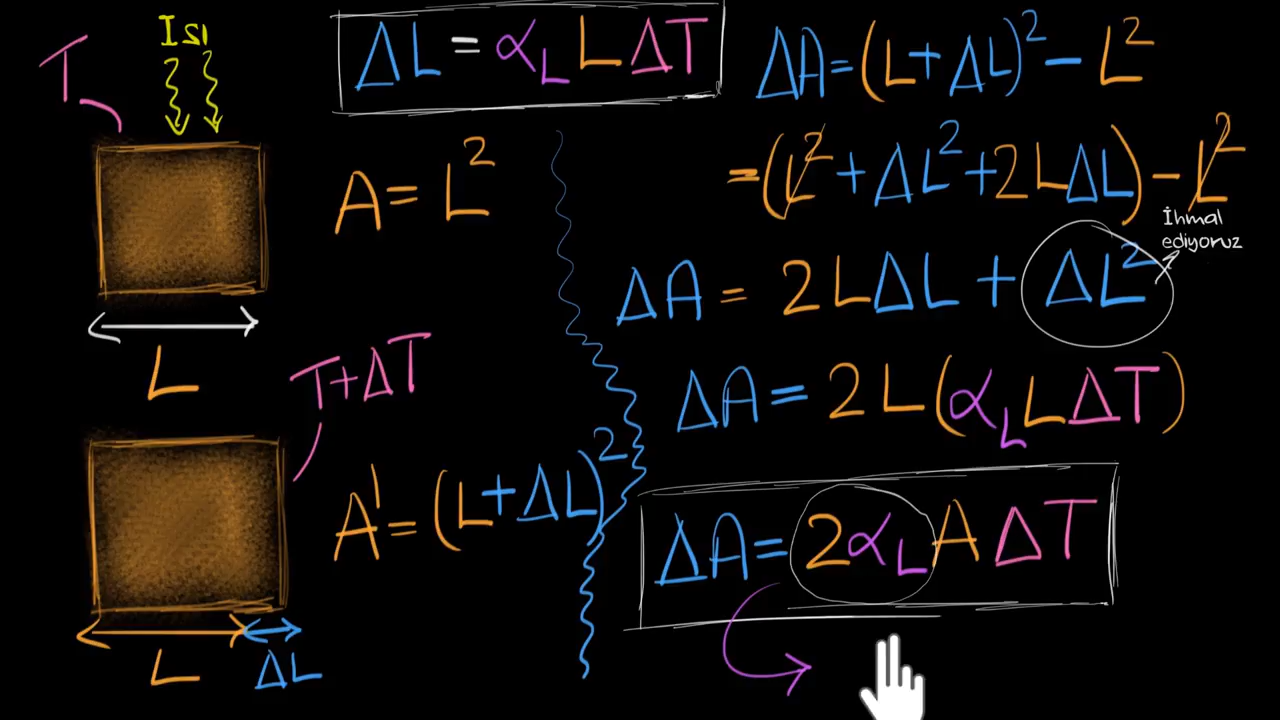 T
Isı
ΔL = α_L L ΔT
A = L²
L
T+ΔT
A' = (L+ΔL)²
L ΔL
ΔA = (L+ΔL)² − L²
= (L² + ΔL² + 2LΔL) − L²
İhmal
ediyoruz
ΔA = 2LΔL + ΔL²
ΔA = 2L(α_L LΔT)
ΔA = 2α_L A ΔT